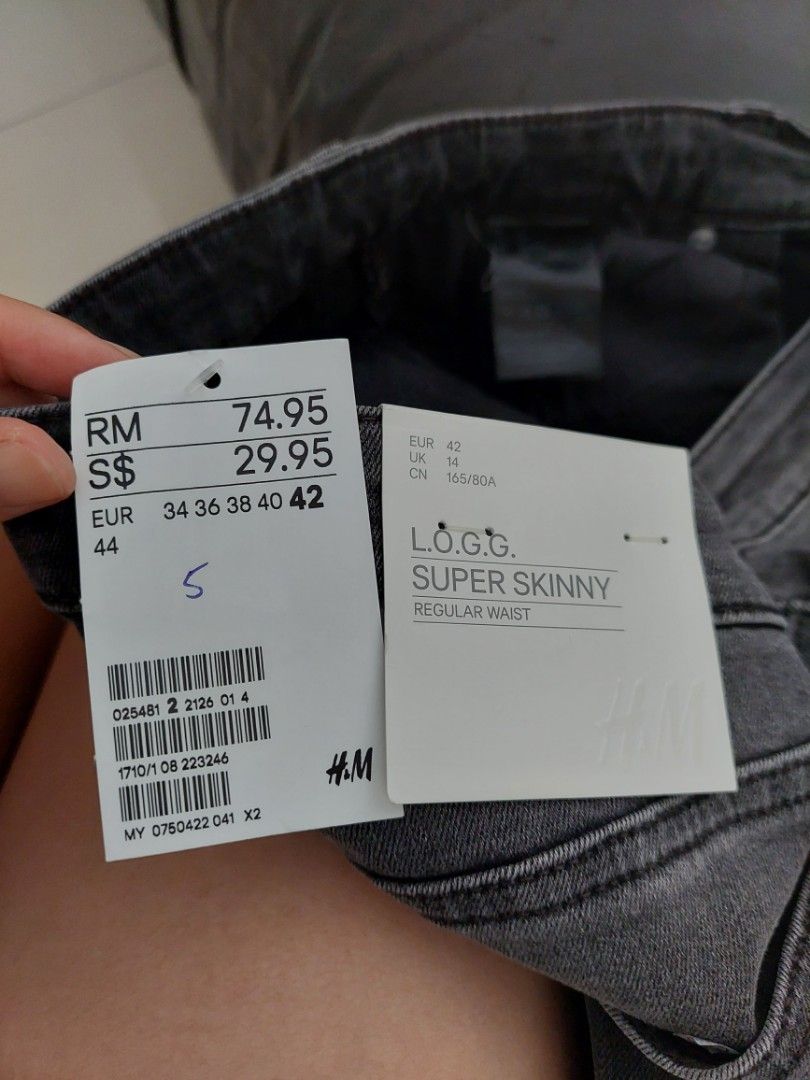 RM 74.95
S$ 29.95
EUR 34 36 38 40 42
44
5
025481 2 2126 01 4
1710/1 08 223246
H&M
MY 0750422 041 X2
EUR 42
UK 14
CN 165/80A
L.O.G.G.
SUPER SKINNY
REGULAR WAIST
H&M